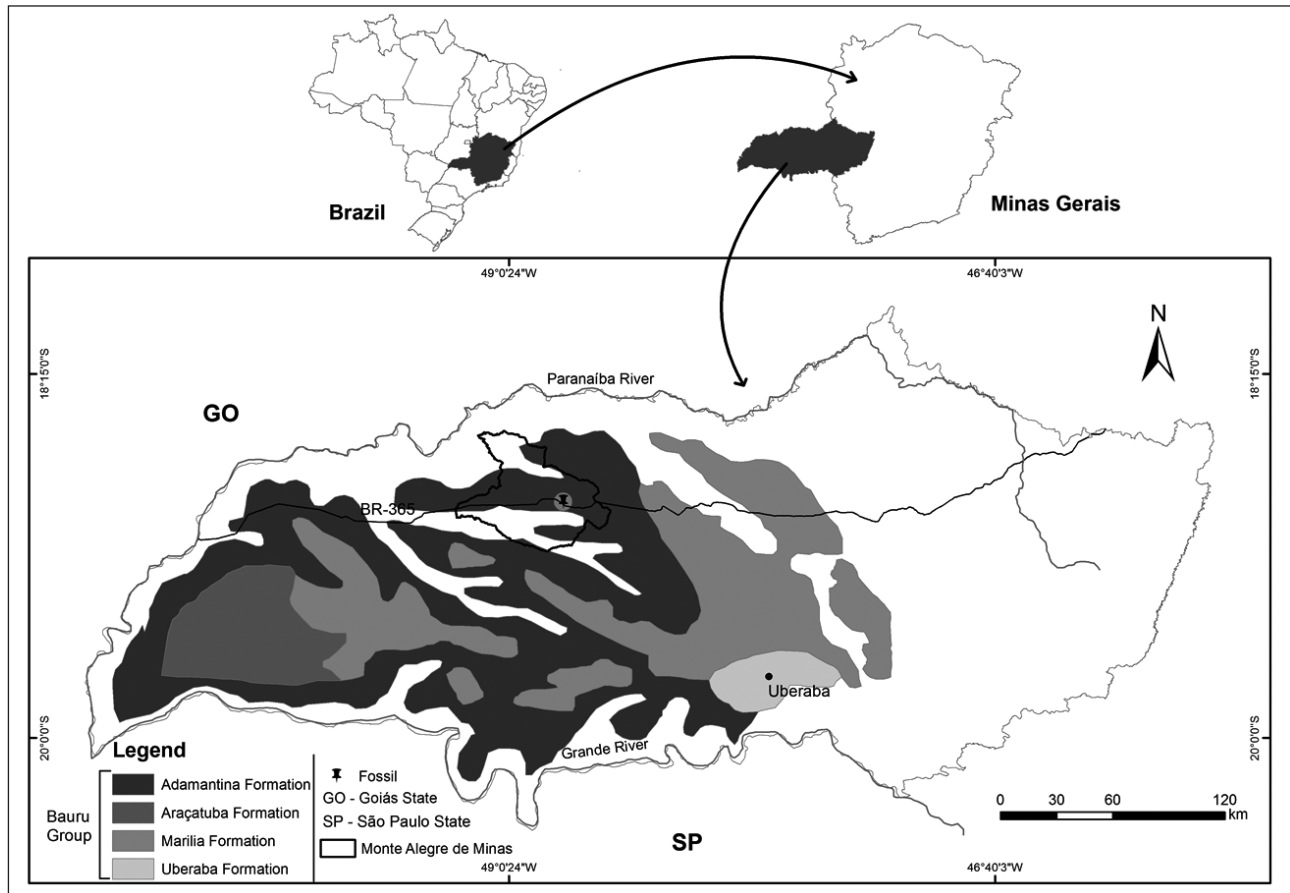 Brazil
Minas Gerais
49°0'24"W
46°40'3"W
N
18°15'0"S
18°15'0"S
Paranaíba River
GO
BR-365
Uberaba
20°0'0"S
20°0'0"S
Grande River
Legend
Bauru Group
Adamantina Formation
Araçatuba Formation
Marilia Formation
Uberaba Formation
Fossil
GO - Goiás State
SP - São Paulo State
Monte Alegre de Minas
SP
0 30 60 120
km
49°0'24"W
46°40'3"W